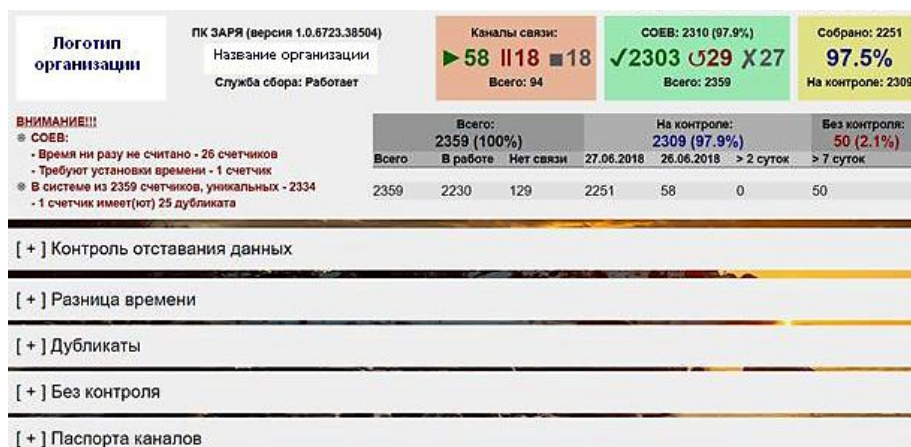 Логотип
организации
ПК ЗАРЯ (версия 1.0.6723.38504)
Название организации
Служба сбора: Работает
Каналы связи:
▶58 II18 ■18
Всего: 94
СОЕВ: 2310 (97.9%)
✓2303 ↺29 ✗27
Всего: 2359
Собрано: 2251
97.5%
На контроле: 2309
ВНИМАНИЕ!!!
СОЕВ:
- Время ни разу не считано - 26 счетчиков
- Требуют установки времени - 1 счетчик
В системе из 2359 счетчиков, уникальных - 2334
- 1 счетчик имеет(ют) 25 дубликата
Всего: На контроле: Без контроля:
2359 (100%) 2309 (97.9%) 50 (2.1%)
Всего В работе Нет связи 27.06.2018 26.06.2018 > 2 суток > 7 суток
2359 2230 129 2251 58 0 50
[ + ] Контроль отставания данных
[ + ] Разница времени
[ + ] Дубликаты
[ + ] Без контроля
[ + ] Паспорта каналов